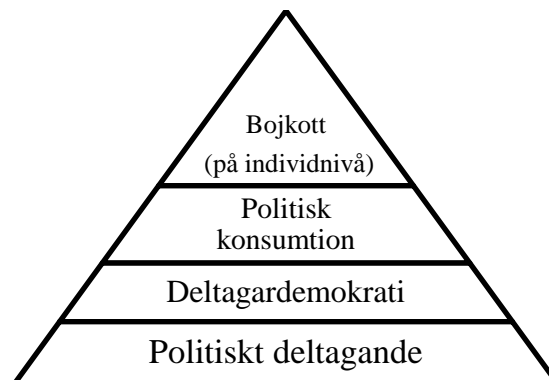 Bojkott
(på individnivå)
Politisk
konsumtion
Deltagardemokrati
Politiskt deltagande